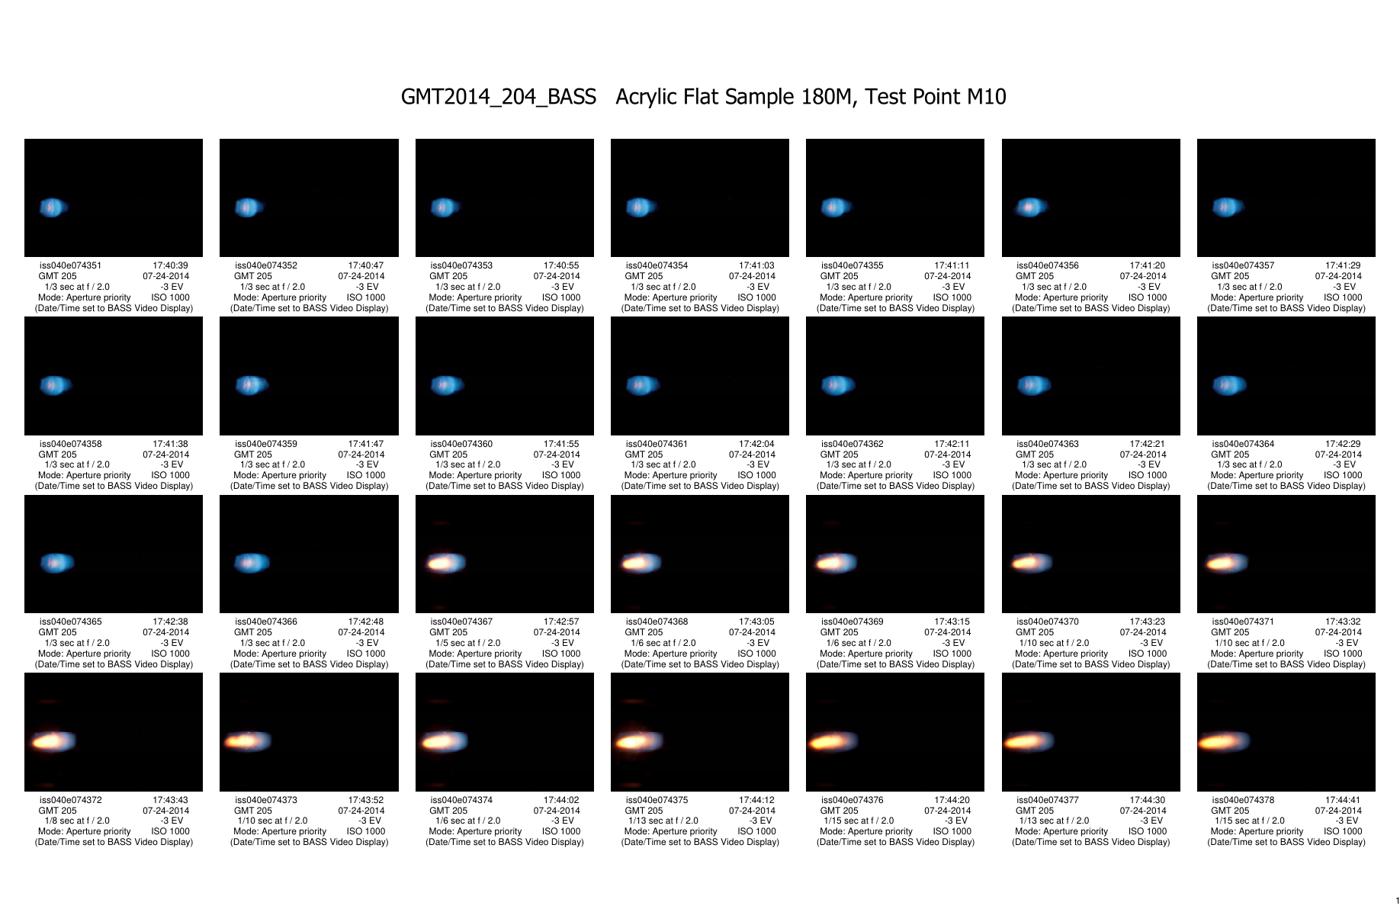 GMT2014_204_BASS   Acrylic Flat Sample 180M, Test Point M10
iss040e074351 17:40:39
GMT 205 07-24-2014
1/3 sec at f / 2.0 -3 EV
Mode: Aperture priority ISO 1000
(Date/Time set to BASS Video Display)
iss040e074352 17:40:47
GMT 205 07-24-2014
1/3 sec at f / 2.0 -3 EV
Mode: Aperture priority ISO 1000
(Date/Time set to BASS Video Display)
iss040e074353 17:40:55
GMT 205 07-24-2014
1/3 sec at f / 2.0 -3 EV
Mode: Aperture priority ISO 1000
(Date/Time set to BASS Video Display)
iss040e074354 17:41:03
GMT 205 07-24-2014
1/3 sec at f / 2.0 -3 EV
Mode: Aperture priority ISO 1000
(Date/Time set to BASS Video Display)
iss040e074355 17:41:11
GMT 205 07-24-2014
1/3 sec at f / 2.0 -3 EV
Mode: Aperture priority ISO 1000
(Date/Time set to BASS Video Display)
iss040e074356 17:41:20
GMT 205 07-24-2014
1/3 sec at f / 2.0 -3 EV
Mode: Aperture priority ISO 1000
(Date/Time set to BASS Video Display)
iss040e074357 17:41:29
GMT 205 07-24-2014
1/3 sec at f / 2.0 -3 EV
Mode: Aperture priority ISO 1000
(Date/Time set to BASS Video Display)
iss040e074358 17:41:38
GMT 205 07-24-2014
1/3 sec at f / 2.0 -3 EV
Mode: Aperture priority ISO 1000
(Date/Time set to BASS Video Display)
iss040e074359 17:41:47
GMT 205 07-24-2014
1/3 sec at f / 2.0 -3 EV
Mode: Aperture priority ISO 1000
(Date/Time set to BASS Video Display)
iss040e074360 17:41:55
GMT 205 07-24-2014
1/3 sec at f / 2.0 -3 EV
Mode: Aperture priority ISO 1000
(Date/Time set to BASS Video Display)
iss040e074361 17:42:04
GMT 205 07-24-2014
1/3 sec at f / 2.0 -3 EV
Mode: Aperture priority ISO 1000
(Date/Time set to BASS Video Display)
iss040e074362 17:42:11
GMT 205 07-24-2014
1/3 sec at f / 2.0 -3 EV
Mode: Aperture priority ISO 1000
(Date/Time set to BASS Video Display)
iss040e074363 17:42:21
GMT 205 07-24-2014
1/3 sec at f / 2.0 -3 EV
Mode: Aperture priority ISO 1000
(Date/Time set to BASS Video Display)
iss040e074364 17:42:29
GMT 205 07-24-2014
1/3 sec at f / 2.0 -3 EV
Mode: Aperture priority ISO 1000
(Date/Time set to BASS Video Display)
iss040e074365 17:42:38
GMT 205 07-24-2014
1/3 sec at f / 2.0 -3 EV
Mode: Aperture priority ISO 1000
(Date/Time set to BASS Video Display)
iss040e074366 17:42:48
GMT 205 07-24-2014
1/3 sec at f / 2.0 -3 EV
Mode: Aperture priority ISO 1000
(Date/Time set to BASS Video Display)
iss040e074367 17:42:57
GMT 205 07-24-2014
1/5 sec at f / 2.0 -3 EV
Mode: Aperture priority ISO 1000
(Date/Time set to BASS Video Display)
iss040e074368 17:43:05
GMT 205 07-24-2014
1/6 sec at f / 2.0 -3 EV
Mode: Aperture priority ISO 1000
(Date/Time set to BASS Video Display)
iss040e074369 17:43:15
GMT 205 07-24-2014
1/6 sec at f / 2.0 -3 EV
Mode: Aperture priority ISO 1000
(Date/Time set to BASS Video Display)
iss040e074370 17:43:23
GMT 205 07-24-2014
1/10 sec at f / 2.0 -3 EV
Mode: Aperture priority ISO 1000
(Date/Time set to BASS Video Display)
iss040e074371 17:43:32
GMT 205 07-24-2014
1/10 sec at f / 2.0 -3 EV
Mode: Aperture priority ISO 1000
(Date/Time set to BASS Video Display)
iss040e074372 17:43:43
GMT 205 07-24-2014
1/8 sec at f / 2.0 -3 EV
Mode: Aperture priority ISO 1000
(Date/Time set to BASS Video Display)
iss040e074373 17:43:52
GMT 205 07-24-2014
1/10 sec at f / 2.0 -3 EV
Mode: Aperture priority ISO 1000
(Date/Time set to BASS Video Display)
iss040e074374 17:44:02
GMT 205 07-24-2014
1/6 sec at f / 2.0 -3 EV
Mode: Aperture priority ISO 1000
(Date/Time set to BASS Video Display)
iss040e074375 17:44:12
GMT 205 07-24-2014
1/13 sec at f / 2.0 -3 EV
Mode: Aperture priority ISO 1000
(Date/Time set to BASS Video Display)
iss040e074376 17:44:20
GMT 205 07-24-2014
1/15 sec at f / 2.0 -3 EV
Mode: Aperture priority ISO 1000
(Date/Time set to BASS Video Display)
iss040e074377 17:44:30
GMT 205 07-24-2014
1/13 sec at f / 2.0 -3 EV
Mode: Aperture priority ISO 1000
(Date/Time set to BASS Video Display)
iss040e074378 17:44:41
GMT 205 07-24-2014
1/15 sec at f / 2.0 -3 EV
Mode: Aperture priority ISO 1000
(Date/Time set to BASS Video Display)